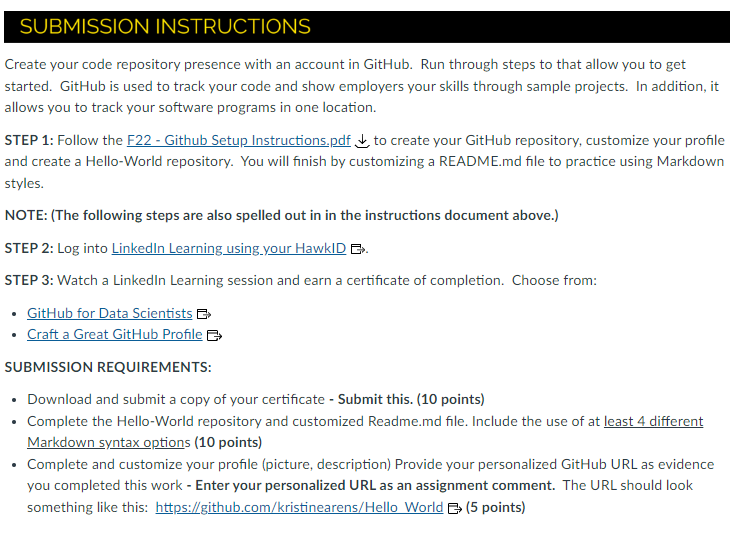 SUBMISSION INSTRUCTIONS
Create your code repository presence with an account in GitHub.  Run through steps to that allow you to get
started.  GitHub is used to track your code and show employers your skills through sample projects.  In addition, it
allows you to track your software programs in one location.
STEP 1: Follow the F22 - Github Setup Instructions.pdf to create your GitHub repository, customize your profile
and create a Hello-World repository.  You will finish by customizing a README.md file to practice using Markdown
styles.
NOTE: (The following steps are also spelled out in in the instructions document above.)
STEP 2: Log into LinkedIn Learning using your HawkID.
STEP 3: Watch a LinkedIn Learning session and earn a certificate of completion.  Choose from:
• GitHub for Data Scientists
• Craft a Great GitHub Profile
SUBMISSION REQUIREMENTS:
• Download and submit a copy of your certificate - Submit this. (10 points)
• Complete the Hello-World repository and customized Readme.md file. Include the use of at least 4 different
Markdown syntax options (10 points)
• Complete and customize your profile (picture, description) Provide your personalized GitHub URL as evidence
you completed this work - Enter your personalized URL as an assignment comment.  The URL should look
something like this:  https://github.com/kristinearens/Hello_World (5 points)